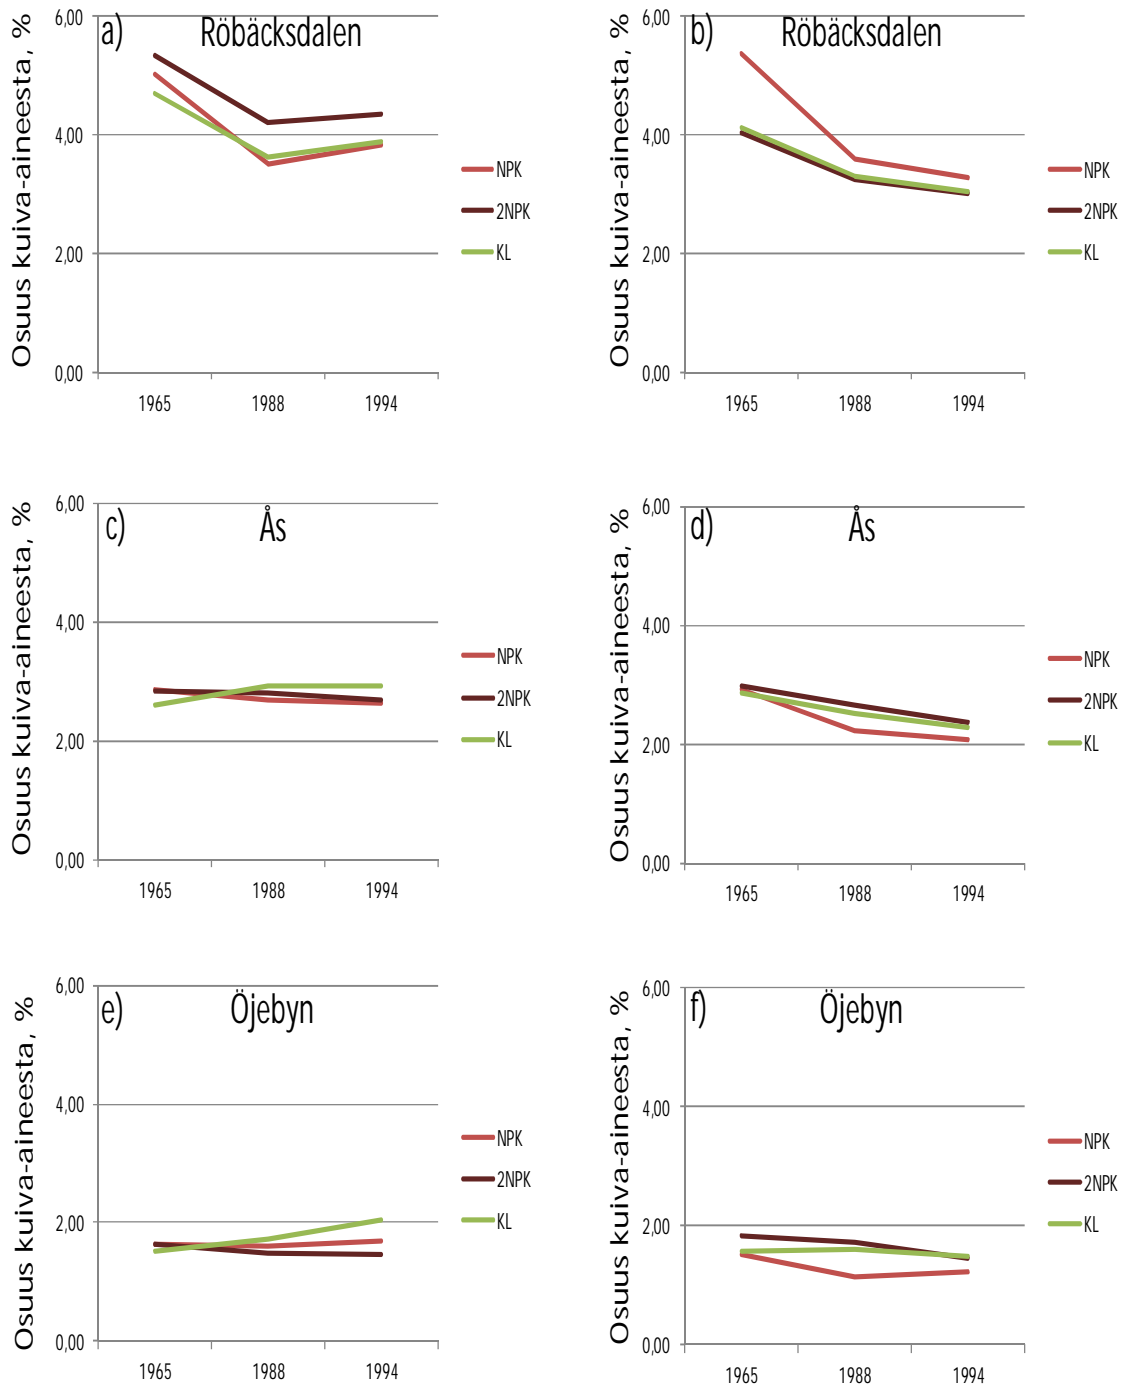 a) Röbäcksdalen
Osuus kuiva-aineesta, %
6,00
4,00
2,00
0,00
1965 1988 1994
NPK
2NPK
KL
b) Röbäcksdalen
Osuus kuiva-aineesta, %
6,00
4,00
2,00
0,00
1965 1988 1994
NPK
2NPK
KL
c) Ås
Osuus kuiva-aineesta, %
6,00
4,00
2,00
0,00
1965 1988 1994
NPK
2NPK
KL
d) Ås
Osuus kuiva-aineesta, %
6,00
4,00
2,00
0,00
1965 1988 1994
NPK
2NPK
KL
e) Öjebyn
Osuus kuiva-aineesta, %
6,00
4,00
2,00
0,00
1965 1988 1994
NPK
2NPK
KL
f) Öjebyn
Osuus kuiva-aineesta, %
6,00
4,00
2,00
0,00
1965 1988 1994
NPK
2NPK
KL